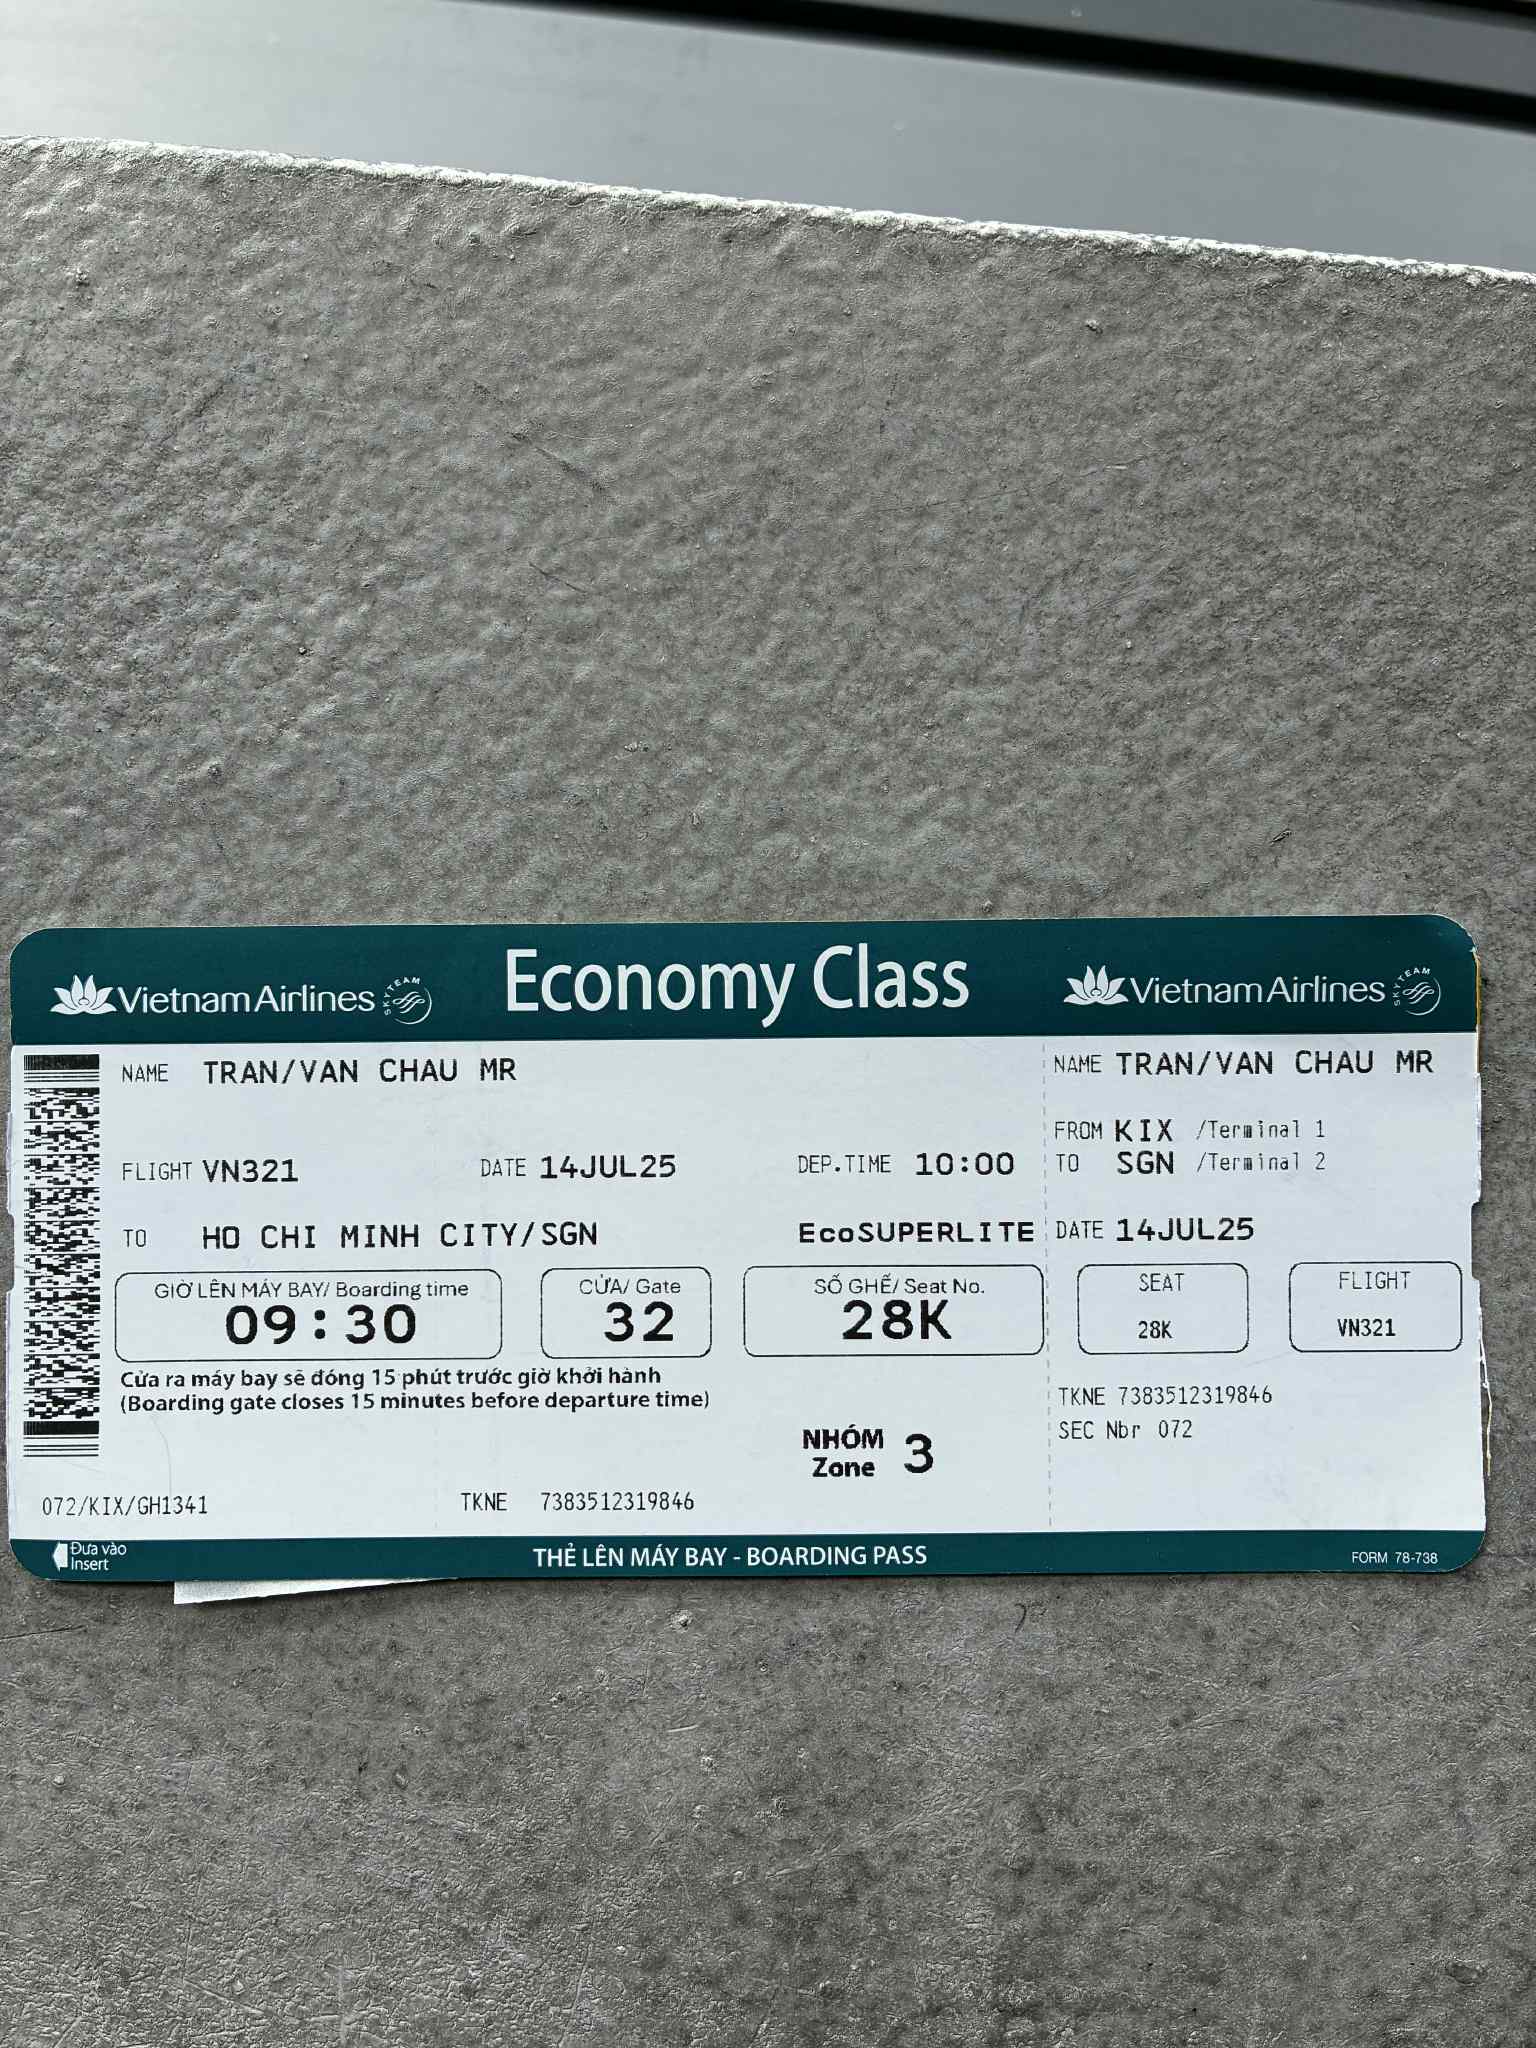 Vietnam Airlines SKYTEAM Economy Class Vietnam Airlines SKYTEAM
NAME TRAN/VAN CHAU MR
FLIGHT VN321 DATE 14JUL25 DEP.TIME 10:00
TO HO CHI MINH CITY/SGN EcoSUPERLITE
GIỜ LÊN MÁY BAY/ Boarding time
09:30
CỬA/ Gate
32
SỐ GHẾ/ Seat No.
28K
Cửa ra máy bay sẽ đóng 15 phút trước giờ khởi hành
(Boarding gate closes 15 minutes before departure time)
NHÓM
Zone 3
072/KIX/GH1341 TKNE 7383512319846
NAME TRAN/VAN CHAU MR
FROM KIX /Terminal 1
TO SGN /Terminal 2
DATE 14JUL25
SEAT
28K
FLIGHT
VN321
TKNE 7383512319846
SEC Nbr 072
Đưa vào
Insert
THẺ LÊN MÁY BAY - BOARDING PASS
FORM 78-738